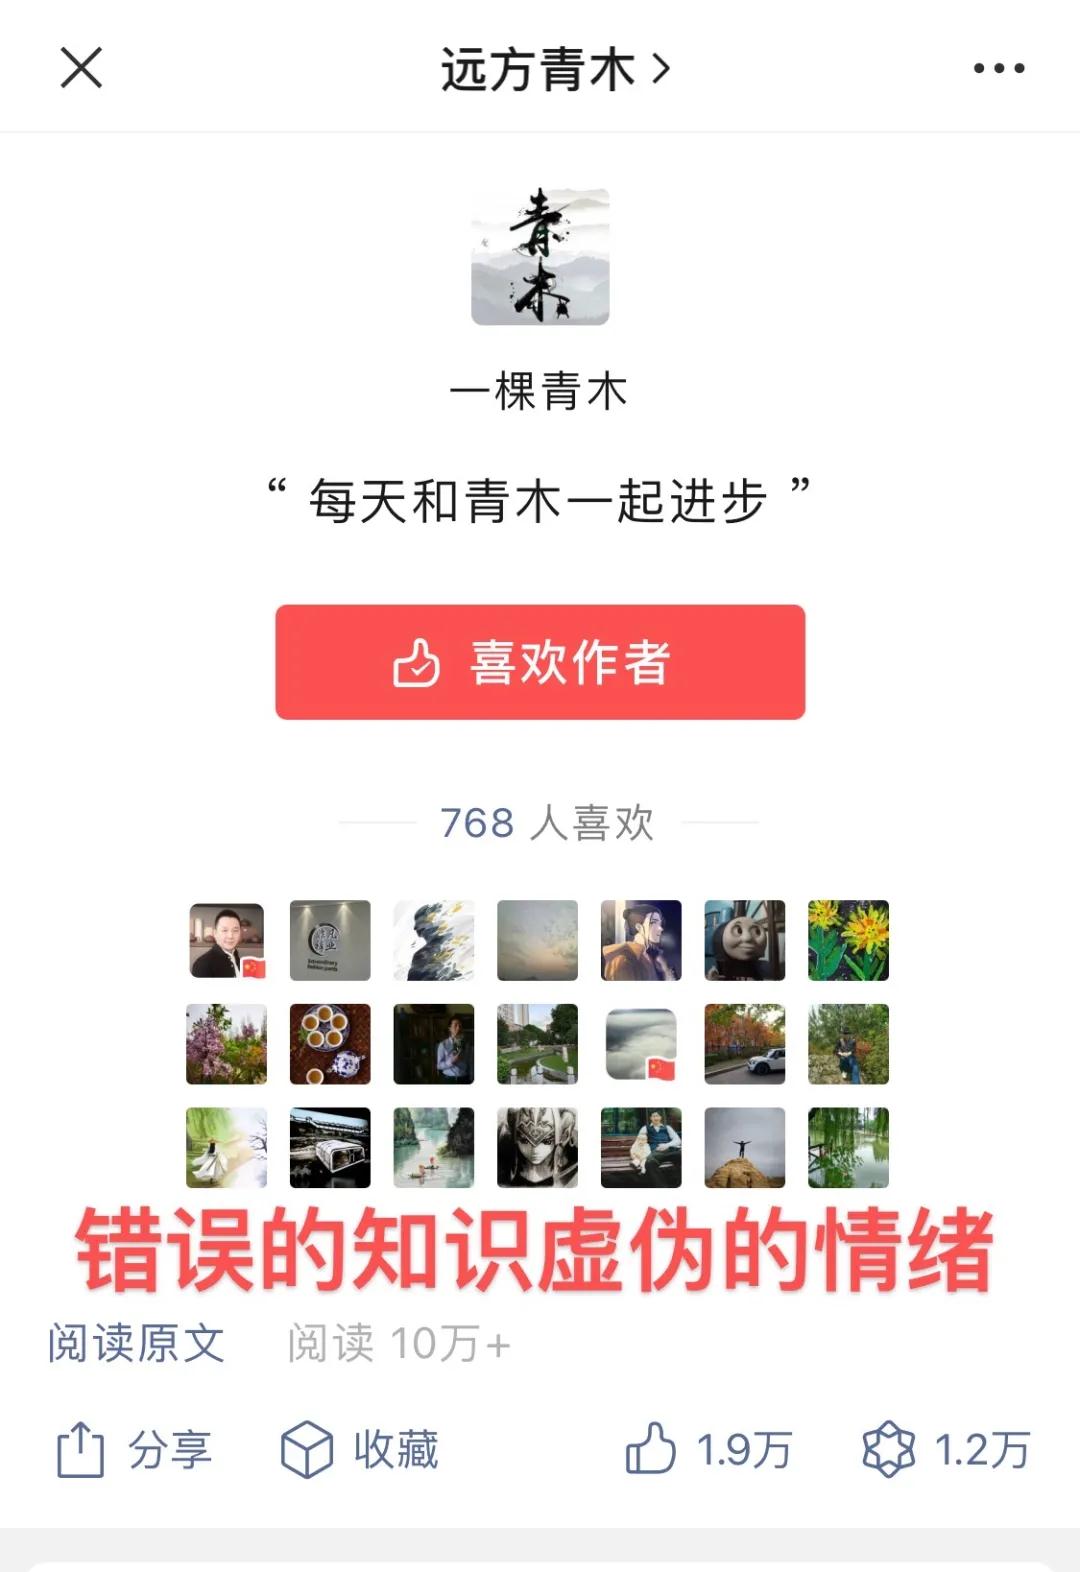 远方青木
青木
一棵青木
“ 每天和青木一起进步 ”
喜欢作者
768 人喜欢
错误的知识虚伪的情绪
阅读原文 阅读 10万+
分享 收藏 1.9万 1.2万